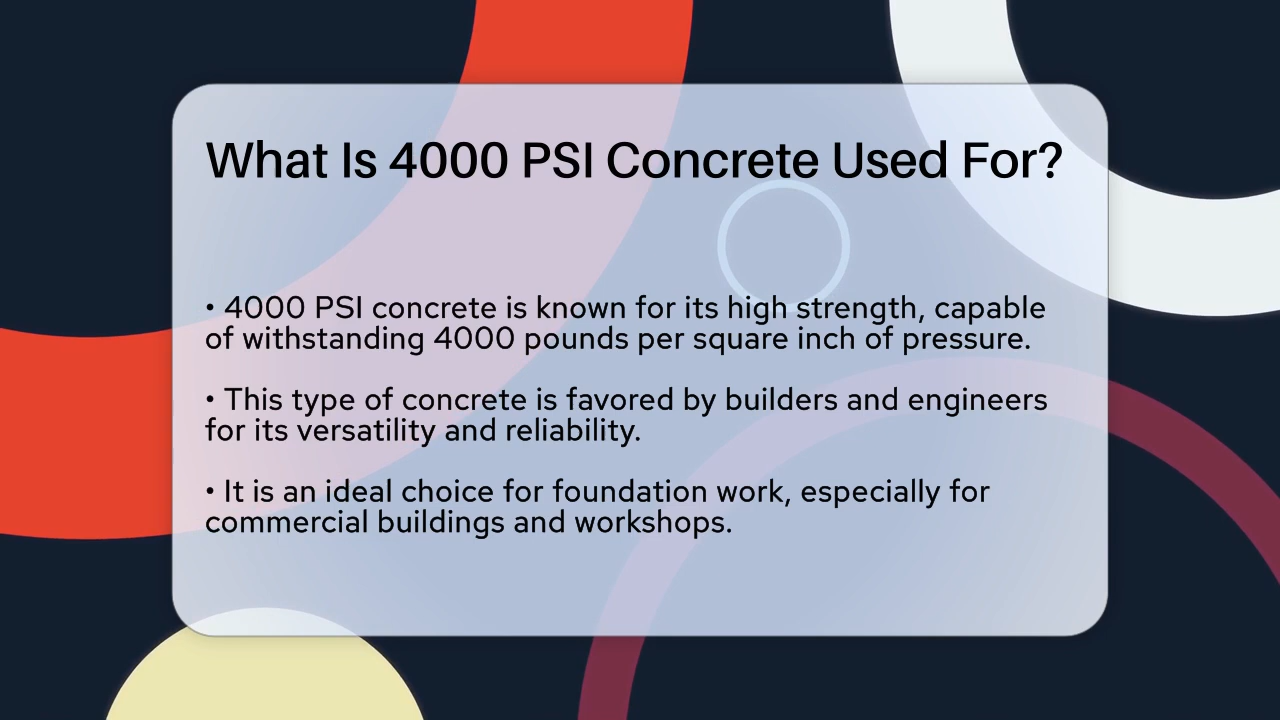 What Is 4000 PSI Concrete Used For?
• 4000 PSI concrete is known for its high strength, capable
of withstanding 4000 pounds per square inch of pressure.
• This type of concrete is favored by builders and engineers
for its versatility and reliability.
• It is an ideal choice for foundation work, especially for
commercial buildings and workshops.